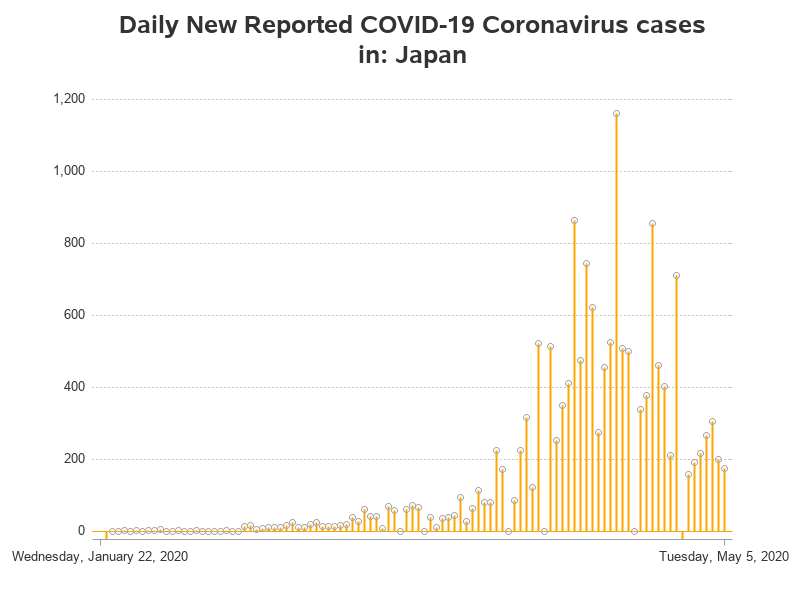 Daily New Reported COVID-19 Coronavirus cases
in: Japan
1,200
1,000
800
600
400
200
0
Wednesday, January 22, 2020
Tuesday, May 5, 2020